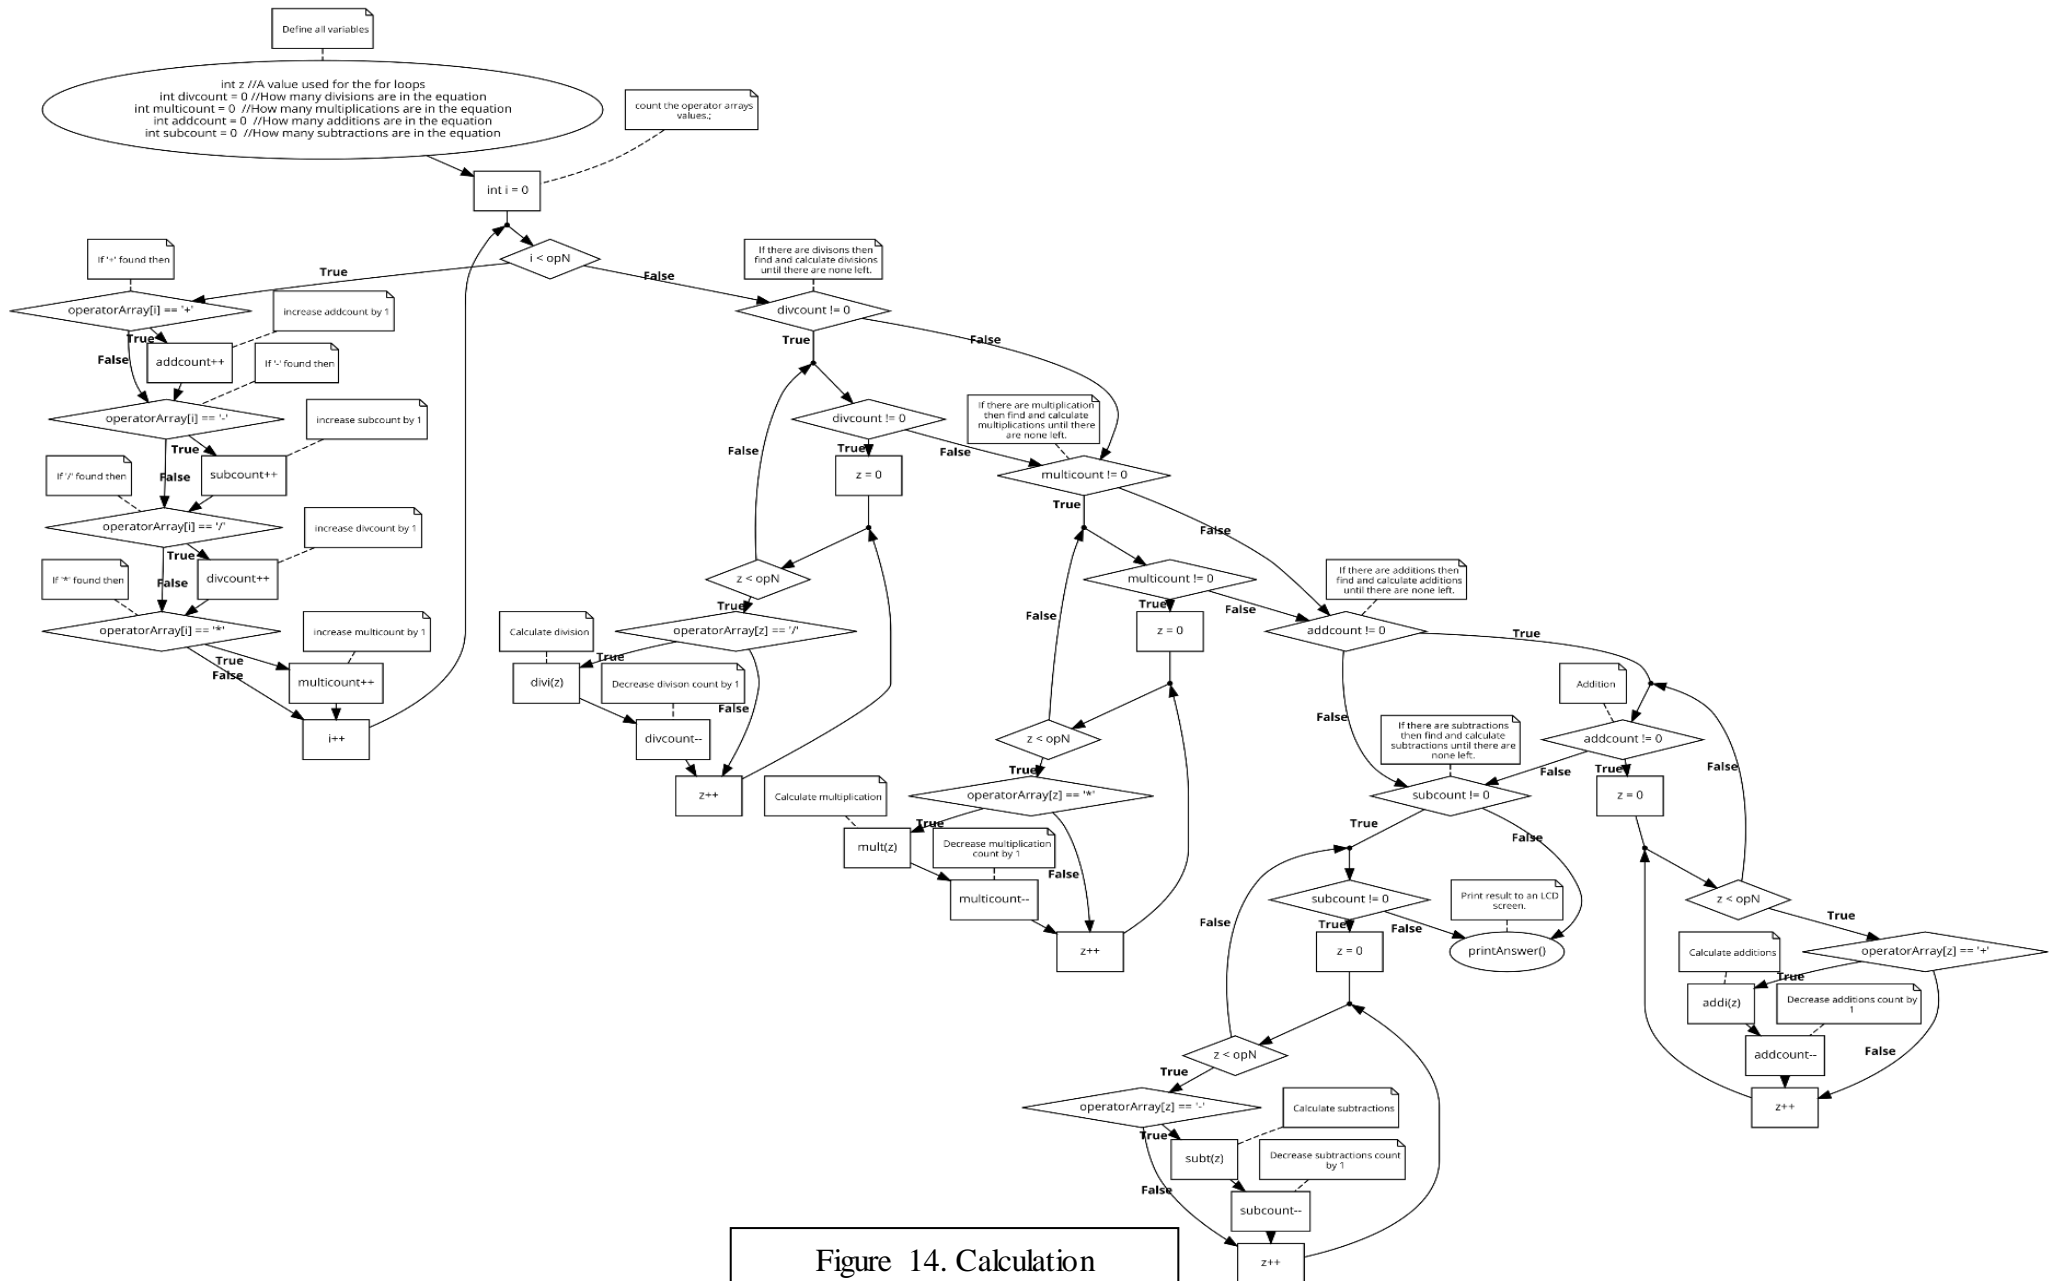 Define all variables
int z //A value used for the for loops
int divcount = 0 //How many divisions are in the equation
int multicount = 0 //How many multiplications are in the equation
int addcount = 0 //How many additions are in the equation
int subcount = 0 //How many subtractions are in the equation
count the operator arrays
values.;
int i = 0
i < opN
True
False
If '+' found then
operatorArray[i] == '+'
True
False
increase addcount by 1
addcount++
If '-' found then
operatorArray[i] == '-'
True
False
increase subcount by 1
subcount++
If '/' found then
operatorArray[i] == '/'
True
False
increase divcount by 1
divcount++
If '*' found then
operatorArray[i] == '*'
True
False
increase multicount by 1
multicount++
i++
If there are divisons then
find and calculate divisions
until there are none left.
divcount != 0
True
False
divcount != 0
True
False
z = 0
False
z < opN
True
operatorArray[z] == '/'
True
False
Calculate division
divi(z)
Decrease divison count by 1
divcount--
z++
If there are multiplication
then find and calculate
multiplications until there
are none left.
multicount != 0
True
False
multicount != 0
True
False
z = 0
False
z < opN
True
operatorArray[z] == '*'
True
False
Calculate multiplication
mult(z)
Decrease multiplication
count by 1
multicount--
z++
If there are additions then
find and calculate additions
until there are none left.
addcount != 0
True
False
Addition
addcount != 0
True
False
z = 0
False
z < opN
True
operatorArray[z] == '+'
True
False
Calculate additions
addi(z)
Decrease additions count by
1
addcount--
z++
If there are subtractions
then find and calculate
subtractions until there are
none left.
subcount != 0
True
False
subcount != 0
True
False
Print result to an LCD
screen.
printAnswer()
z = 0
False
z < opN
True
operatorArray[z] == '-'
True
False
Calculate subtractions
subt(z)
Decrease subtractions count
by 1
subcount--
z++
Figure 14. Calculation